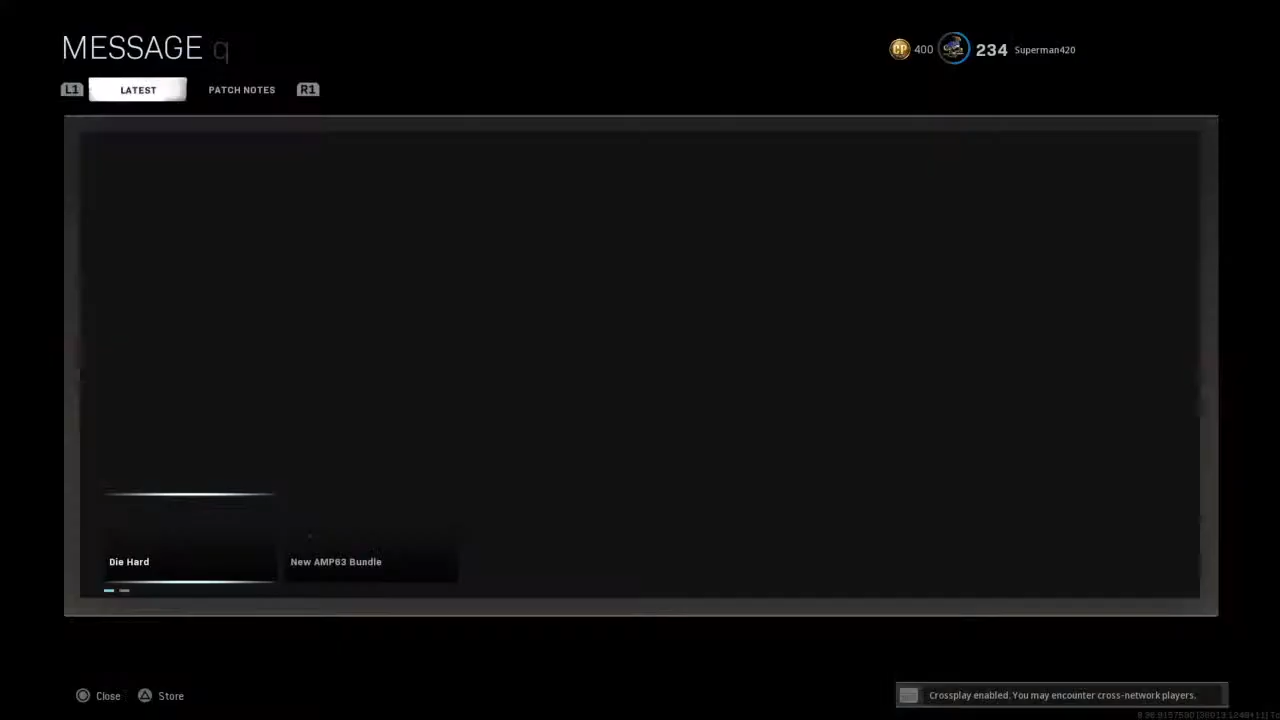 MESSAGE q
CP 400 234 Superman420
L1 LATEST PATCH NOTES R1
Die Hard New AMP63 Bundle
Close Store
Crossplay enabled. You may encounter cross-network players.